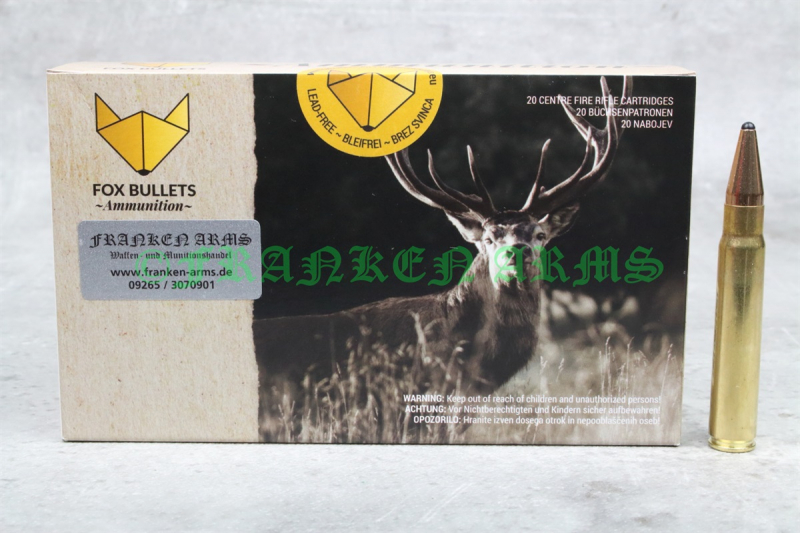 FOX BULLETS
~Ammunition~
FRANKEN ARMS
Waffen- und Munitionshandel
www.franken-arms.de
09265 / 3070901
LEAD-FREE ~ BLEIFREI ~ BREZ SVINCA
eu
20 CENTRE FIRE RIFLE CARTRIDGES
20 BÜCHSENPATRONEN
20 NABOJEV
FRANKEN ARMS
WARNING: Keep out of reach of children and unauthorized persons!
ACHTUNG: Vor Nichtberechtigten und Kindern sicher aufbewahren!
OPOZORILO: Hranite izven dosega otrok in nepooblaščenih oseb!